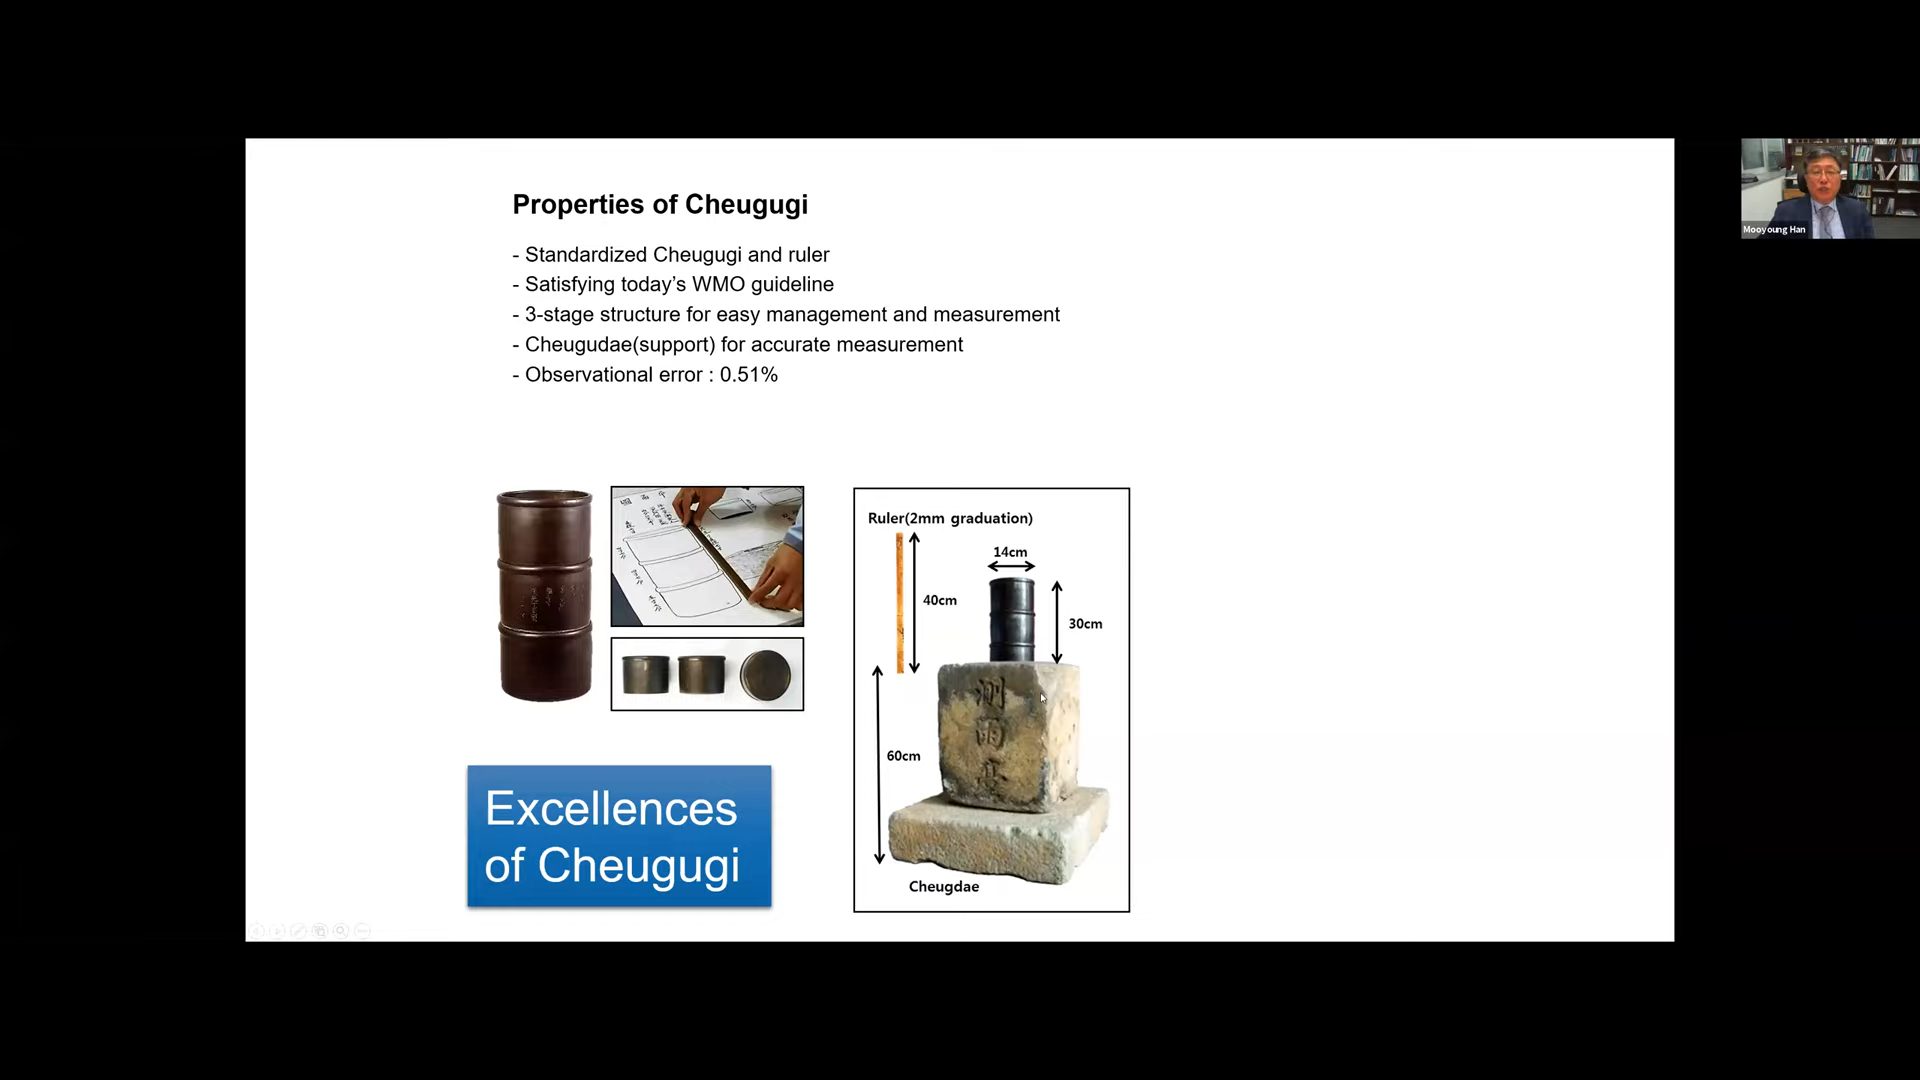 Properties of Cheugugi
- Standardized Cheugugi and ruler
- Satisfying today’s WMO guideline
- 3-stage structure for easy management and measurement
- Cheugudae(support) for accurate measurement
- Observational error : 0.51%
Ruler(2mm graduation)
14cm
40cm
30cm
測
雨
臺
60cm
Cheugdae
Excellences
of Cheugugi
Mooyoung Han